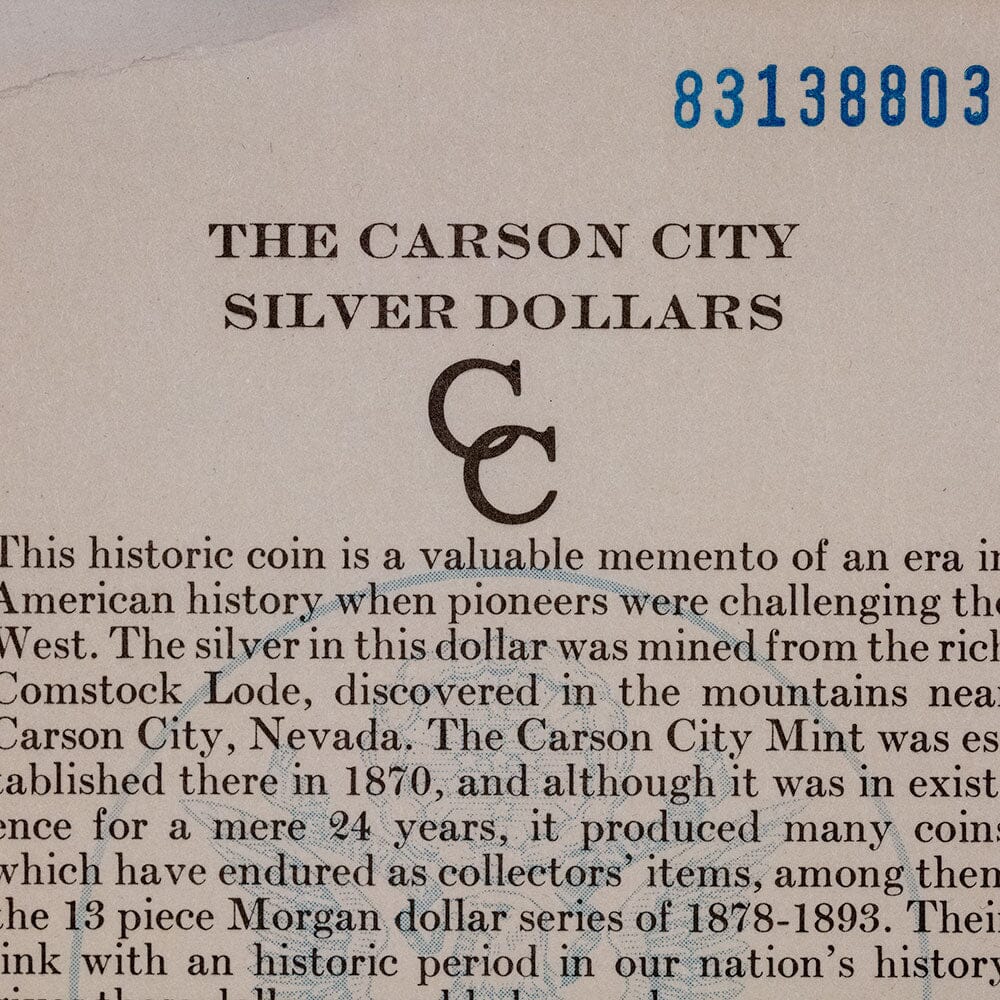 83138803
THE CARSON CITY
SILVER DOLLARS
CC
This historic coin is a valuable memento of an era in
American history when pioneers were challenging the
West. The silver in this dollar was mined from the rich
Comstock Lode, discovered in the mountains near
Carson City, Nevada. The Carson City Mint was es-
tablished there in 1870, and although it was in exist-
ence for a mere 24 years, it produced many coins
which have endured as collectors' items, among them
the 13 piece Morgan dollar series of 1878-1893. Their
link with an historic period in our nation's history